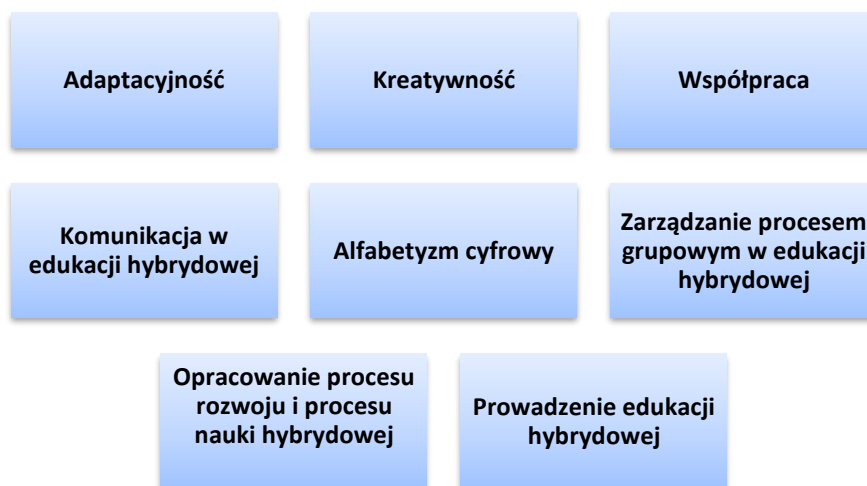 Adaptacyjność
Kreatywność
Współpraca
Komunikacja w
edukacji hybrydowej
Alfabetyzm cyfrowy
Zarządzanie procesem
grupowym w edukacji
hybrydowej
Opracowanie procesu
rozwoju i procesu
nauki hybrydowej
Prowadzenie edukacji
hybrydowej